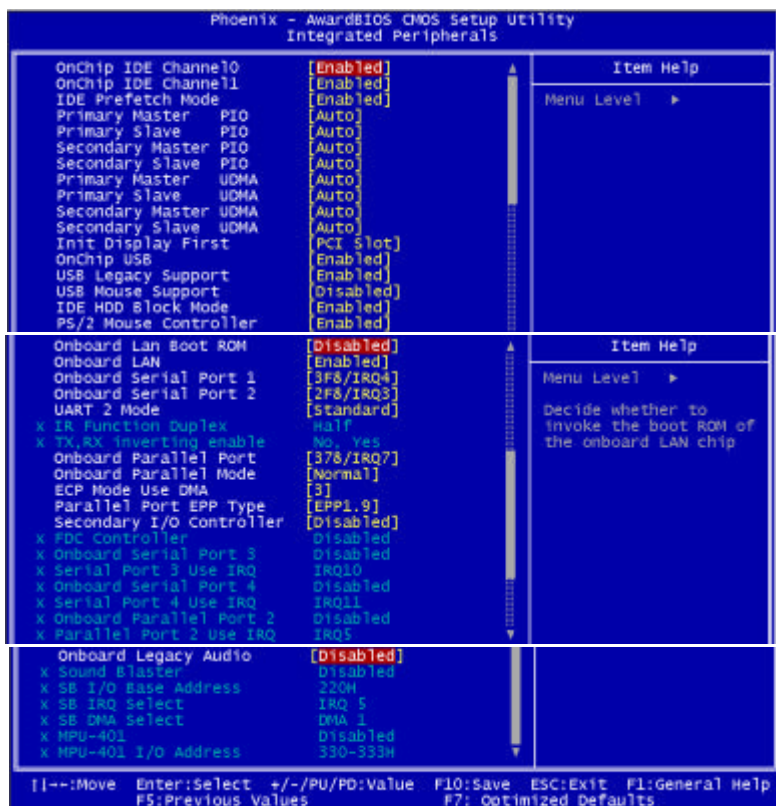 Phoenix - AwardBIOS CMOS Setup Utility
Integrated Peripherals
OnChip IDE Channel0 [Enabled]
OnChip IDE Channel1 [Enabled]
IDE Prefetch Mode [Enabled]
Primary Master PIO [Auto]
Primary Slave PIO [Auto]
Secondary Master PIO [Auto]
Secondary Slave PIO [Auto]
Primary Master UDMA [Auto]
Primary Slave UDMA [Auto]
Secondary Master UDMA [Auto]
Secondary Slave UDMA [Auto]
Init Display First [PCI Slot]
OnChip USB [Enabled]
USB Legacy Support [Enabled]
USB Mouse Support [Disabled]
IDE HDD Block Mode [Enabled]
PS/2 Mouse Controller [Enabled]
Item Help
Menu Level ▶
Onboard Lan Boot ROM [Disabled]
Onboard LAN [Enabled]
Onboard Serial Port 1 [3F8/IRQ4]
Onboard Serial Port 2 [2F8/IRQ3]
UART 2 Mode [Standard]
x IR Function Duplex Half
x TX,RX inverting enable No, Yes
Onboard Parallel Port [378/IRQ7]
Onboard Parallel Mode [Normal]
ECP Mode Use DMA [3]
Parallel Port EPP Type [EPP1.9]
Secondary I/O Controller [Disabled]
x FDC Controller Disabled
x Onboard Serial Port 3 Disabled
x Serial Port 3 Use IRQ IRQ10
x Onboard Serial Port 4 Disabled
x Serial Port 4 Use IRQ IRQ11
x Onboard Parallel Port 2 Disabled
x Parallel Port 2 Use IRQ IRQ5
Item Help
Menu Level ▶
Decide whether to
invoke the boot ROM of
the onboard LAN chip
Onboard Legacy Audio [Disabled]
x Sound Blaster Disabled
x SB I/O Base Address 220H
x SB IRQ Select IRQ 5
x SB DMA Select DMA 1
x MPU-401 Disabled
x MPU-401 I/O Address 330-333H
↑↓→←:Move Enter:Select +/-/PU/PD:Value F10:Save ESC:Exit F1:General Help
F5:Previous Values F7: Optimized Defaults